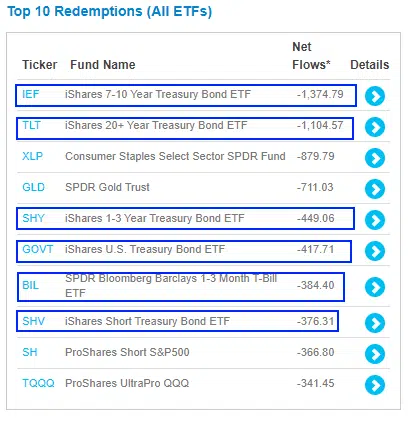 Top 10 Redemptions (All ETFs)
Net
Ticker Fund Name Flows* Details
IEF iShares 7-10 Year Treasury Bond ETF -1,374.79
TLT iShares 20+ Year Treasury Bond ETF -1,104.57
XLP Consumer Staples Select Sector SPDR Fund -879.79
GLD SPDR Gold Trust -711.03
SHY iShares 1-3 Year Treasury Bond ETF -449.06
GOVT iShares U.S. Treasury Bond ETF -417.71
BIL SPDR Bloomberg Barclays 1-3 Month T-Bill -384.40
ETF
SHV iShares Short Treasury Bond ETF -376.31
SH ProShares Short S&P500 -366.80
TQQQ ProShares UltraPro QQQ -341.45